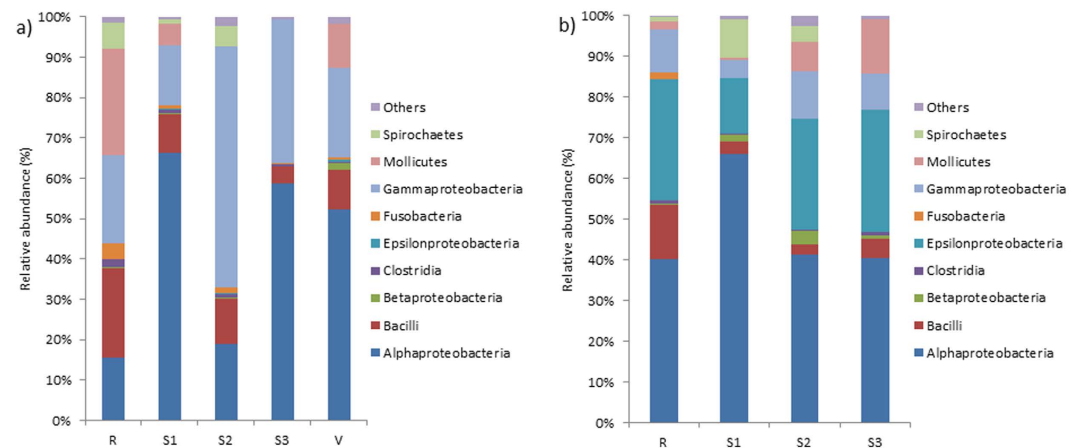 a)
Relative abundance (%)
100%
90%
80%
70%
60%
50%
40%
30%
20%
10%
0%
R S1 S2 S3 V
Others
Spirochaetes
Mollicutes
Gammaproteobacteria
Fusobacteria
Epsilonproteobacteria
Clostridia
Betaproteobacteria
Bacilli
Alphaproteobacteria
b)
Relative abundance (%)
100%
90%
80%
70%
60%
50%
40%
30%
20%
10%
0%
R S1 S2 S3
Others
Spirochaetes
Mollicutes
Gammaproteobacteria
Fusobacteria
Epsilonproteobacteria
Clostridia
Betaproteobacteria
Bacilli
Alphaproteobacteria